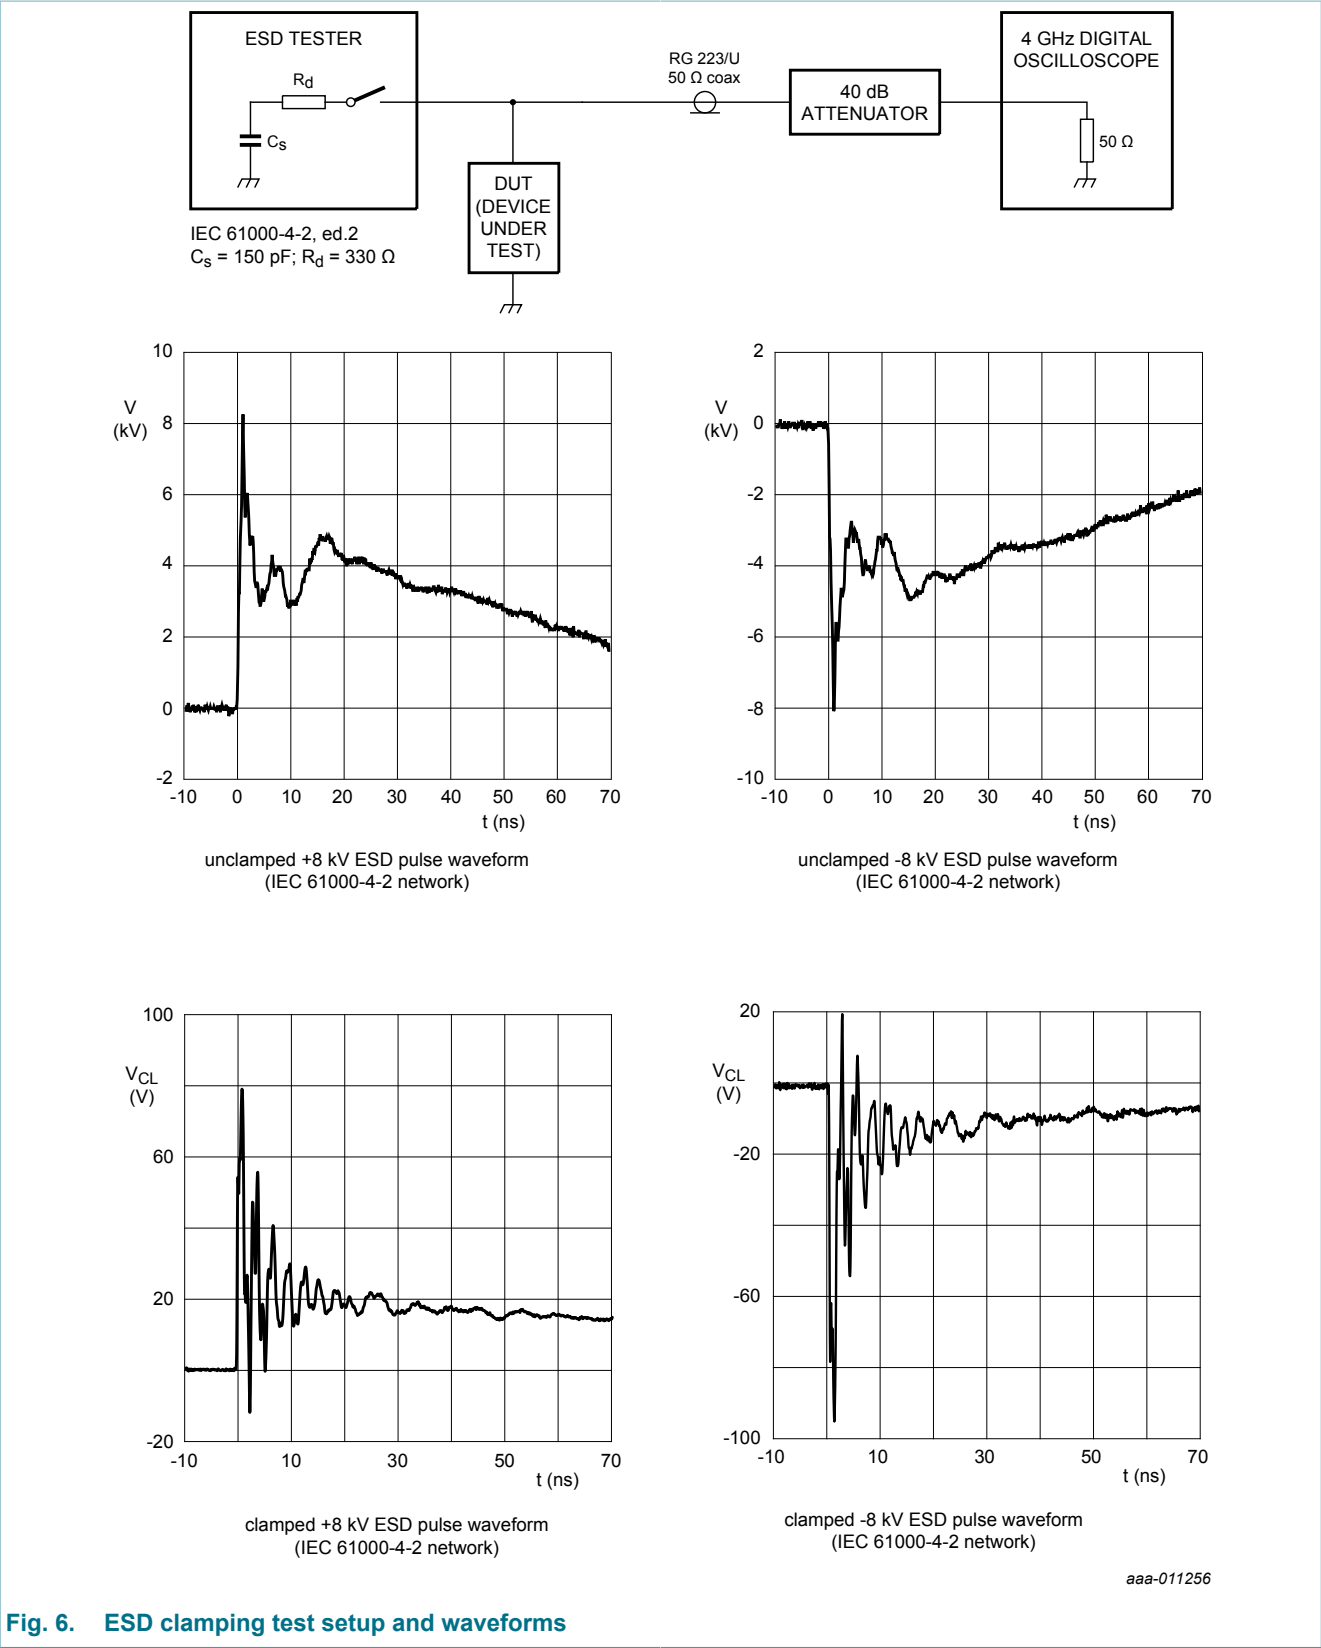 ESD TESTER
Rd
Cs
IEC 61000-4-2, ed.2
Cs = 150 pF; Rd = 330 Ω
DUT
(DEVICE
UNDER
TEST)
RG 223/U
50 Ω coax
40 dB
ATTENUATOR
4 GHz DIGITAL
OSCILLOSCOPE
50 Ω
V
(kV)
10
8
6
4
2
0
-2
-10 0 10 20 30 40 50 60 70
t (ns)
unclamped +8 kV ESD pulse waveform
(IEC 61000-4-2 network)
V
(kV)
2
0
-2
-4
-6
-8
-10
-10 0 10 20 30 40 50 60 70
t (ns)
unclamped -8 kV ESD pulse waveform
(IEC 61000-4-2 network)
VCL
(V)
100
60
20
-20
-10 10 30 50 70
t (ns)
clamped +8 kV ESD pulse waveform
(IEC 61000-4-2 network)
VCL
(V)
20
-20
-60
-100
-10 10 30 50 70
t (ns)
clamped -8 kV ESD pulse waveform
(IEC 61000-4-2 network)
aaa-011256
Fig. 6. ESD clamping test setup and waveforms